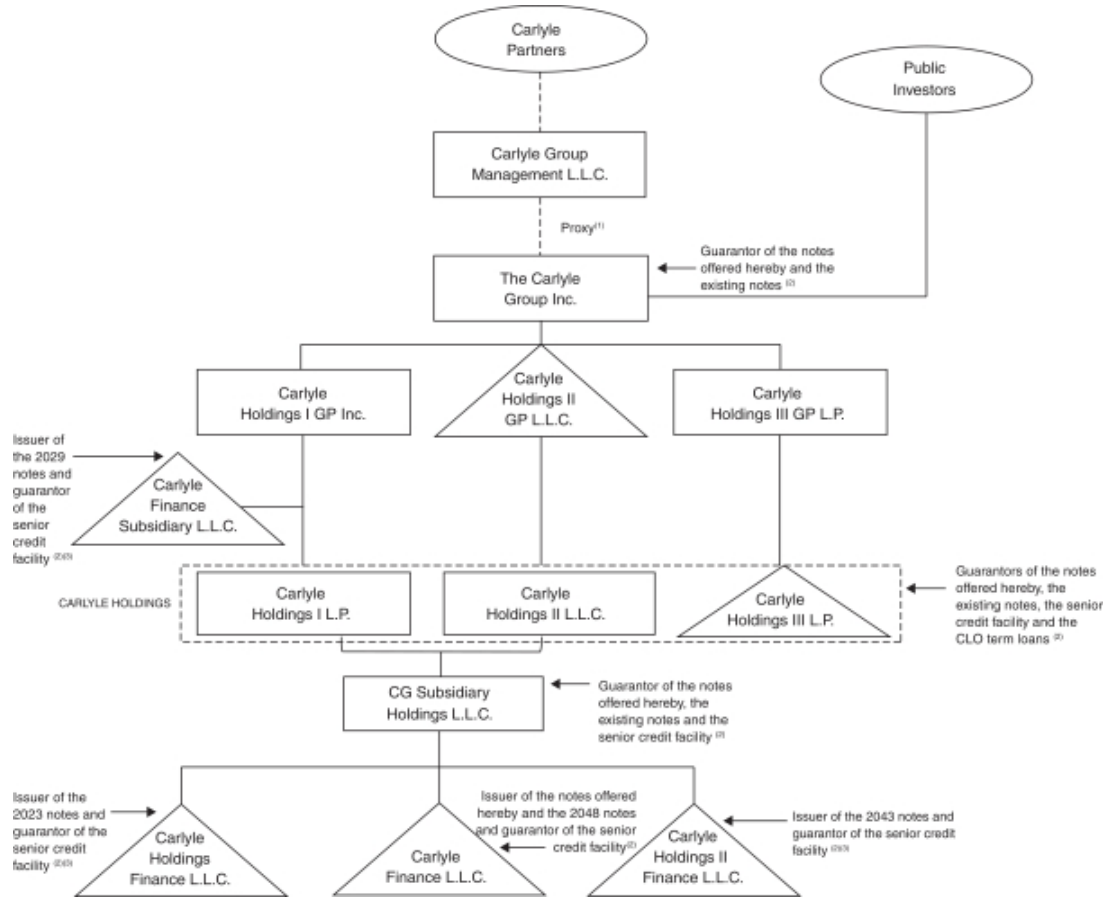 Carlyle
Partners
Public
Investors
Carlyle Group
Management L.L.C.
Proxy(1)
Guarantor of the notes
offered hereby and the
existing notes (2)
The Carlyle
Group Inc.
Carlyle
Holdings I GP Inc.
Carlyle
Holdings II
GP L.L.C.
Carlyle
Holdings III GP L.P.
Issuer of
the 2029
notes and
guarantor
of the
senior
credit
facility (2)(3)
Carlyle
Finance
Subsidiary L.L.C.
CARLYLE HOLDINGS
Carlyle
Holdings I L.P.
Carlyle
Holdings II L.L.C.
Carlyle
Holdings III L.P.
Guarantors of the notes
offered hereby, the
existing notes, the senior
credit facility and the
CLO term loans (2)
CG Subsidiary
Holdings L.L.C.
Guarantor of the notes
offered hereby, the
existing notes and the
senior credit facility (2)
Issuer of the
2023 notes and
guarantor of the
senior credit
facility (2)(3)
Carlyle
Holdings
Finance L.L.C.
Issuer of the notes offered
hereby and the 2048 notes
and guarantor of the senior
credit facility(2)
Carlyle
Finance L.L.C.
Carlyle
Holdings II
Finance L.L.C.
Issuer of the 2043 notes and
guarantor of the senior credit
facility (2)(3)